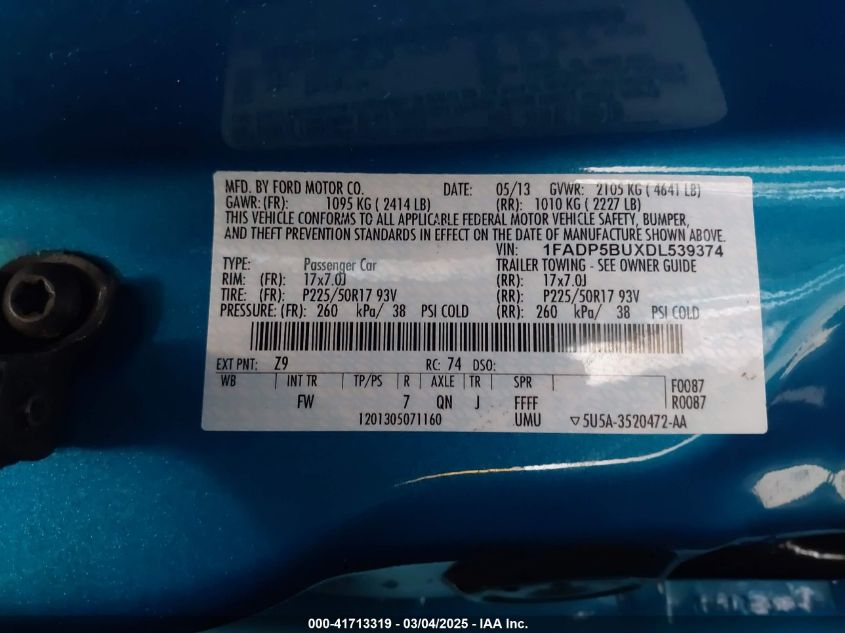 MFD. BY FORD MOTOR CO. DATE: 05/13 GVWR: 2105 KG ( 4641 LB)
GAWR: (FR): 1095 KG ( 2414 LB) (RR): 1010 KG ( 2227 LB)
THIS VEHICLE CONFORMS TO ALL APPLICABLE FEDERAL MOTOR VEHICLE SAFETY, BUMPER,
AND THEFT PREVENTION STANDARDS IN EFFECT ON THE DATE OF MANUFACTURE SHOWN ABOVE.
VIN: 1FADP5BUXDL539374
TYPE: Passenger Car TRAILER TOWING - SEE OWNER GUIDE
RIM: (FR): 17x7.0J (RR): 17x7.0J
TIRE: (FR): P225/50R17 93V (RR): P225/50R17 93V
PRESSURE: (FR): 260 kPa/ 38 PSI COLD (RR): 260 kPa/ 38 PSI COLD
EXT PNT: Z9 RC: 74 DSO:
WB INT TR TP/PS R AXLE TR SPR F0087
FW 7 QN J FFFF R0087
1201305071160 UMU ▽5U5A-3520472-AA
000-41713319 - 03/04/2025 - IAA Inc.